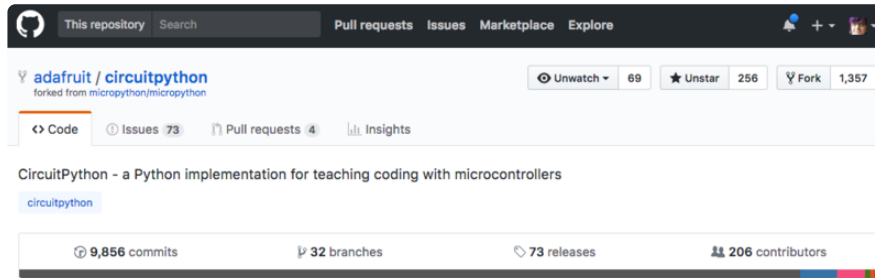 This repository Search Pull requests Issues Marketplace Explore
adafruit / circuitpython Unwatch 69 Unstar 256 Fork 1,357
forked from micropython/micropython
<> Code Issues 73 Pull requests 4 Insights
CircuitPython - a Python implementation for teaching coding with microcontrollers
circuitpython
9,856 commits 32 branches 73 releases 206 contributors